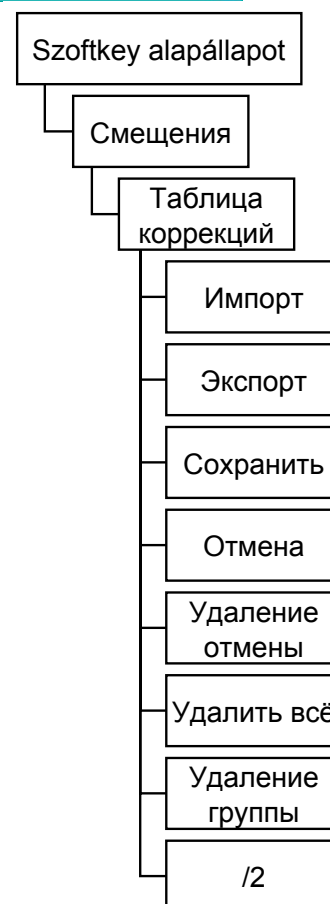 Szoftkey alapállapot
Смещения
Таблица
коррекций
Импорт
Экспорт
Сохранить
Отмена
Удаление
отмены
Удалить всё
Удаление
группы
/2